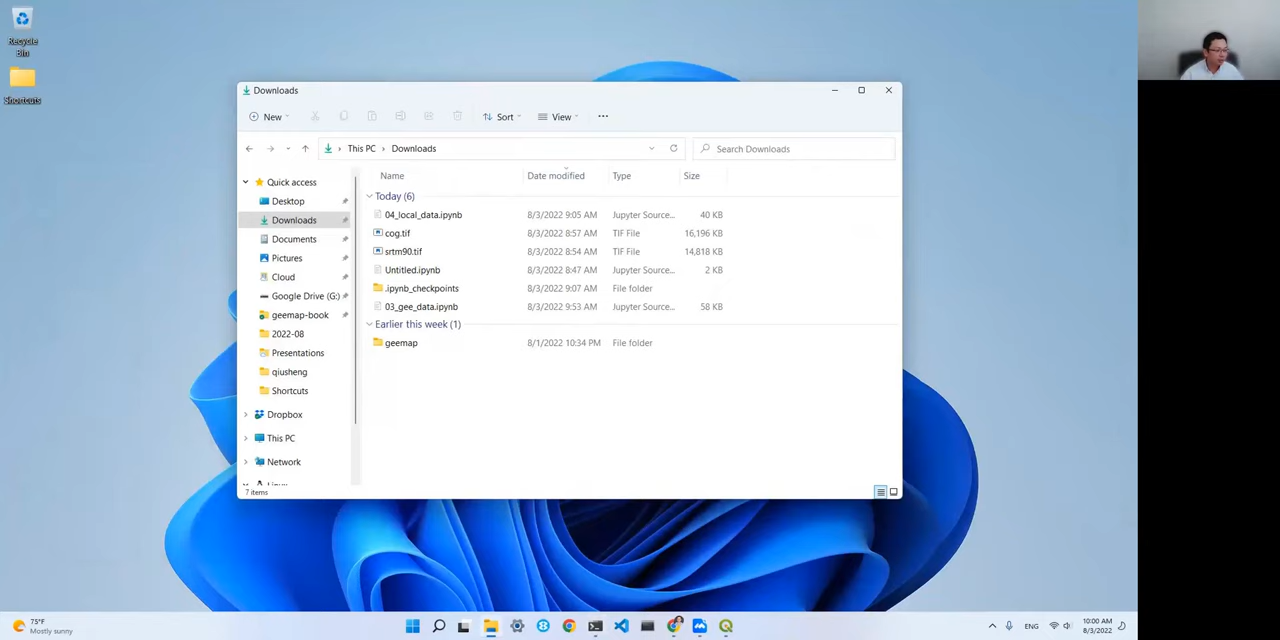 Recycle
Bin
Shortcuts
Downloads
New
Sort
View
This PC
Downloads
Search Downloads
Name
Date modified
Type
Size
Quick access
Desktop
Downloads
Documents
Pictures
Cloud
Google Drive (G:)
geemap-book
2022-08
Presentations
qiusheng
Shortcuts
Dropbox
This PC
Network
Linux
Today (6)
04_local_data.ipynb 8/3/2022 9:05 AM Jupyter Source... 40 KB
cog.tif 8/3/2022 8:57 AM TIF File 16,196 KB
srtm90.tif 8/3/2022 8:54 AM TIF File 14,818 KB
Untitled.ipynb 8/3/2022 8:47 AM Jupyter Source... 2 KB
.ipynb_checkpoints 8/3/2022 9:07 AM File folder
03_gee_data.ipynb 8/3/2022 9:53 AM Jupyter Source... 58 KB
Earlier this week (1)
geemap 8/1/2022 10:34 PM File folder
7 items
75°F
Mostly sunny
ENG
10:00 AM
8/3/2022